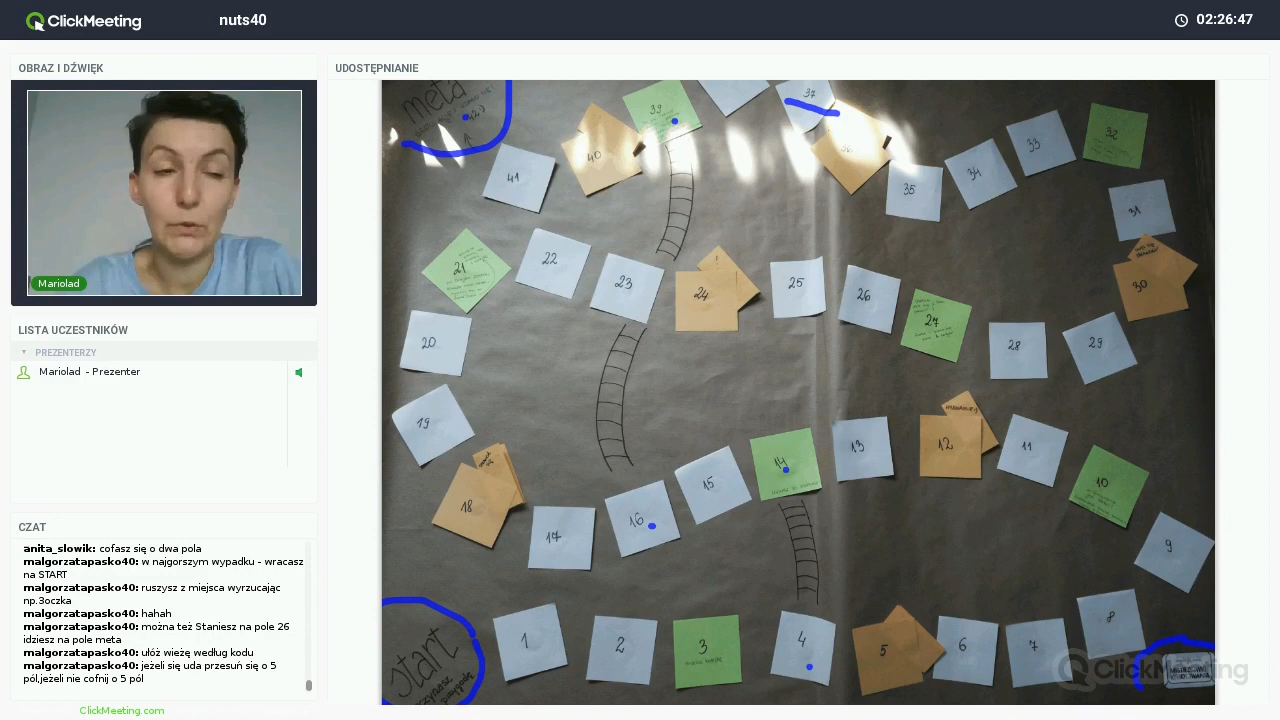 ClickMeeting
nuts40
02:26:47
OBRAZ I DŹWIĘK
UDOSTĘPNIANIE
Mariolad
LISTA UCZESTNIKÓW
PREZENTERZY
Mariolad - Prezenter
CZAT
anita_slowik: cofasz się o dwa pola
malgorzatapasko40: w najgorszym wypadku - wracasz
na START
malgorzatapasko40: ruszysz z miejsca wyrzucając
np.3oczka
malgorzatapasko40: hahah
malgorzatapasko40: można też Staniesz na pole 26
idziesz na pole meta
malgorzatapasko40: ułóż wieżę według kodu
malgorzatapasko40: jeżeli się uda przesuń się o 5
pól,jeżeli nie cofnij o 5 pól
ClickMeeting.com
meta
39
37
41
40
36
35
34
33
32
31
21
22
23
24
25
26
27
28
29
30
20
19
18
17
16
15
14
13
12
11
10
9
start
1
2
3
4
5
6
7
8
ClickMeeting